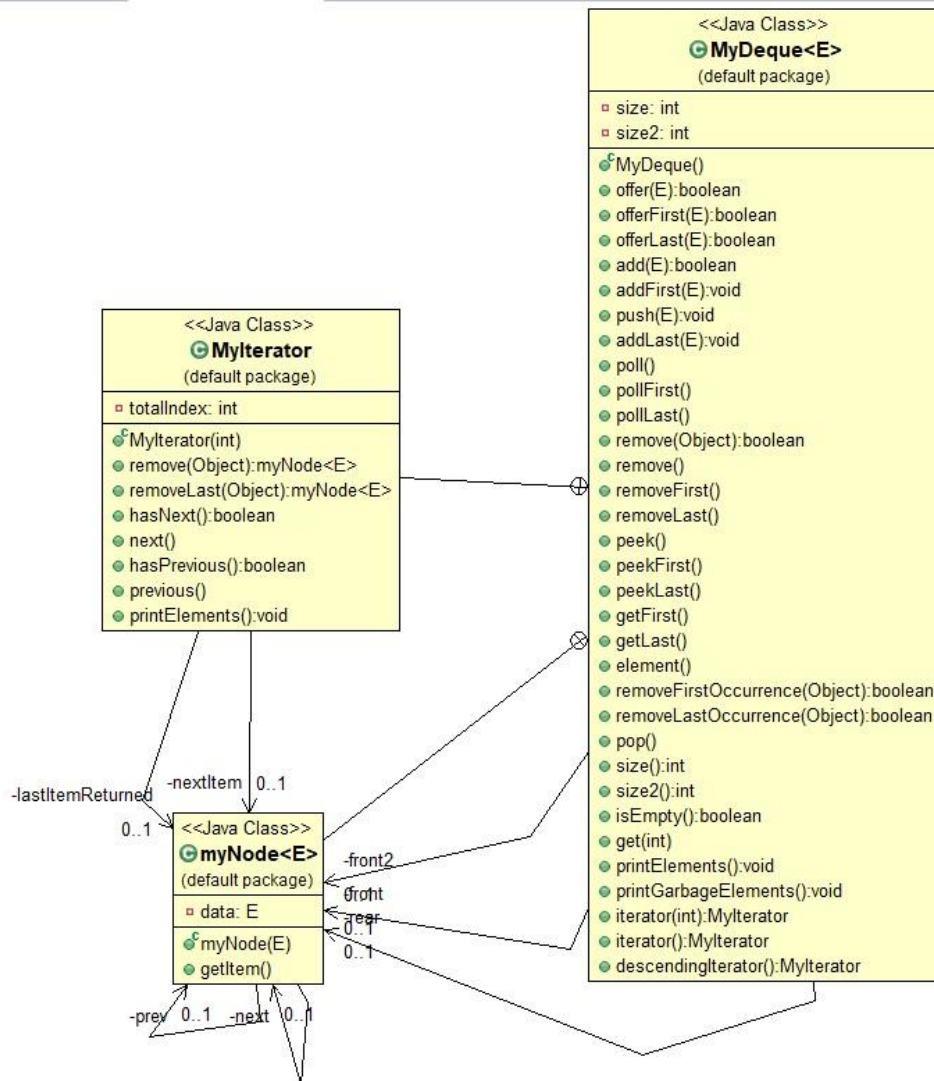 <<Java Class>>
MyDeque<E>
(default package)
size: int
size2: int
MyDeque()
offer(E):boolean
offerFirst(E):boolean
offerLast(E):boolean
add(E):boolean
addFirst(E):void
push(E):void
addLast(E):void
poll()
pollFirst()
pollLast()
remove(Object):boolean
remove()
removeFirst()
removeLast()
peek()
peekFirst()
peekLast()
getFirst()
getLast()
element()
removeFirstOccurrence(Object):boolean
removeLastOccurrence(Object):boolean
pop()
size():int
size2():int
isEmpty():boolean
get(int)
printElements():void
printGarbageElements():void
iterator(int):MyIterator
iterator():MyIterator
descendingIterator():MyIterator
<<Java Class>>
MyIterator
(default package)
totalIndex: int
MyIterator(int)
remove(Object):myNode<E>
removeLast(Object):myNode<E>
hasNext():boolean
next()
hasPrevious():boolean
previous()
printElements():void
-lastItemReturned
0..1
-nextItem 0..1
<<Java Class>>
myNode<E>
(default package)
data: E
myNode(E)
getItem()
-front2
-front
-rear
0..1
0..1
-prev 0..1 -next 0..1